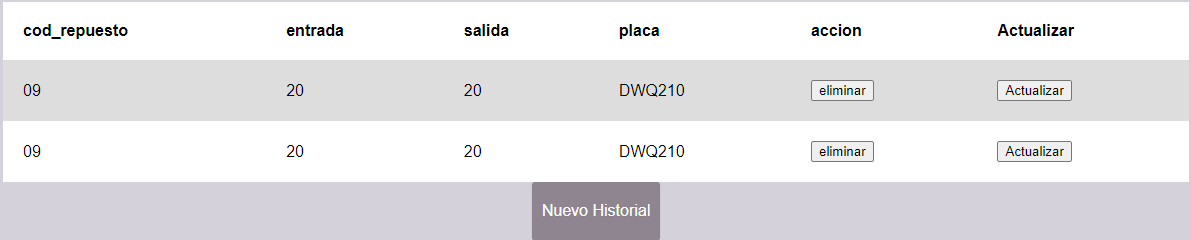 cod_repuesto entrada salida placa accion Actualizar
09 20 20 DWQ210 eliminar Actualizar
09 20 20 DWQ210 eliminar Actualizar
Nuevo Historial